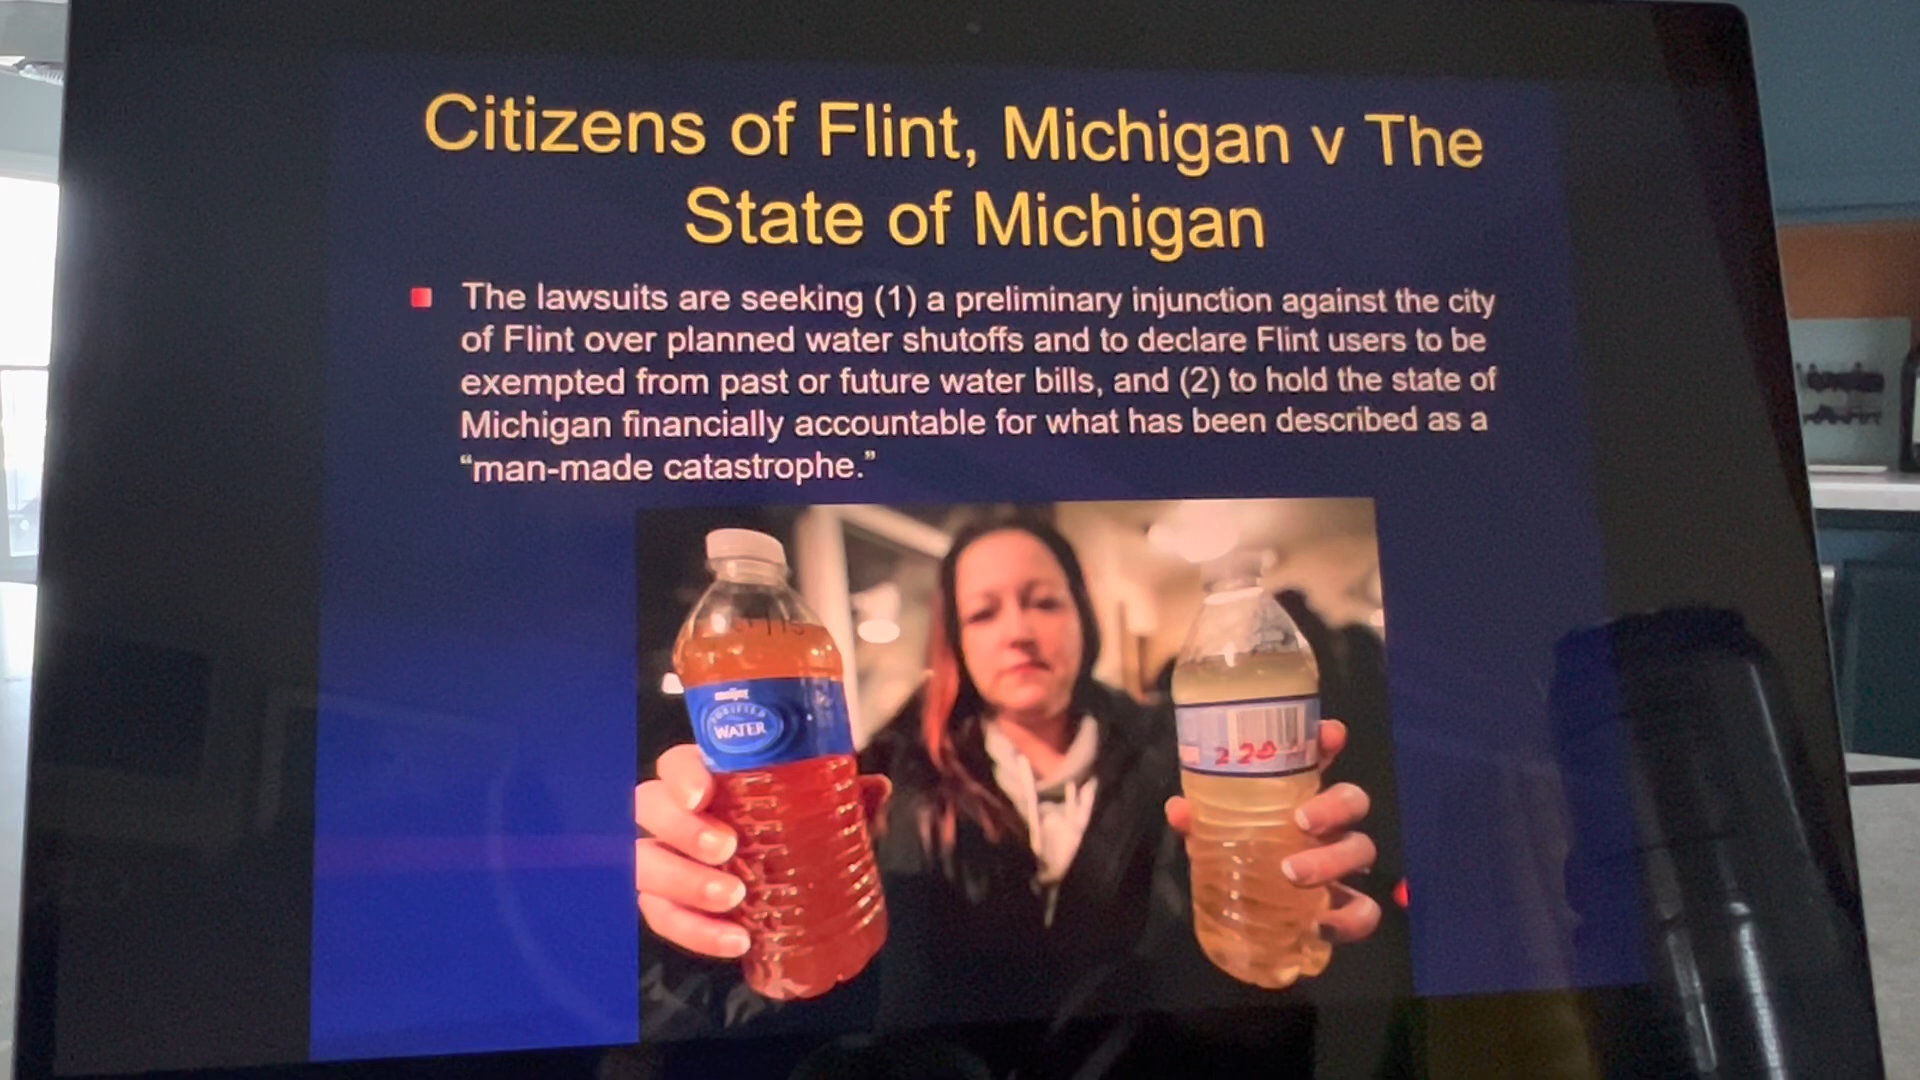 Citizens of Flint, Michigan v The
State of Michigan
The lawsuits are seeking (1) a preliminary injunction against the city
of Flint over planned water shutoffs and to declare Flint users to be
exempted from past or future water bills, and (2) to hold the state of
Michigan financially accountable for what has been described as a
“man-made catastrophe.”
meijer
PURIFIED
WATER
220